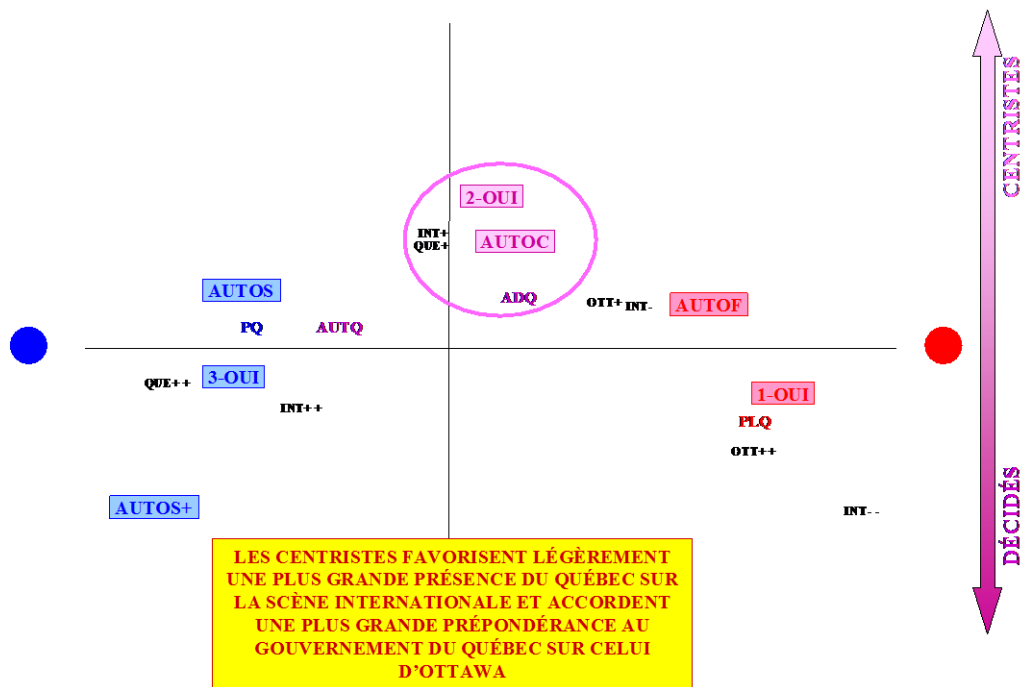 CENTRISTES
2-OUI
INT+
QUE+
AUTOC
AUTOS
ADQ
OTT+
INT-
AUTOF
PQ
AUTQ
QUE++
3-OUI
INT++
1-OUI
PLQ
OTT++
AUTOS+
INT--
DÉCIDÉS
LES CENTRISTES FAVORISENT LÉGÈREMENT
UNE PLUS GRANDE PRÉSENCE DU QUÉBEC SUR
LA SCÈNE INTERNATIONALE ET ACCORDENT
UNE PLUS GRANDE PRÉPONDÉRANCE AU
GOUVERNEMENT DU QUÉBEC SUR CELUI
D’OTTAWA